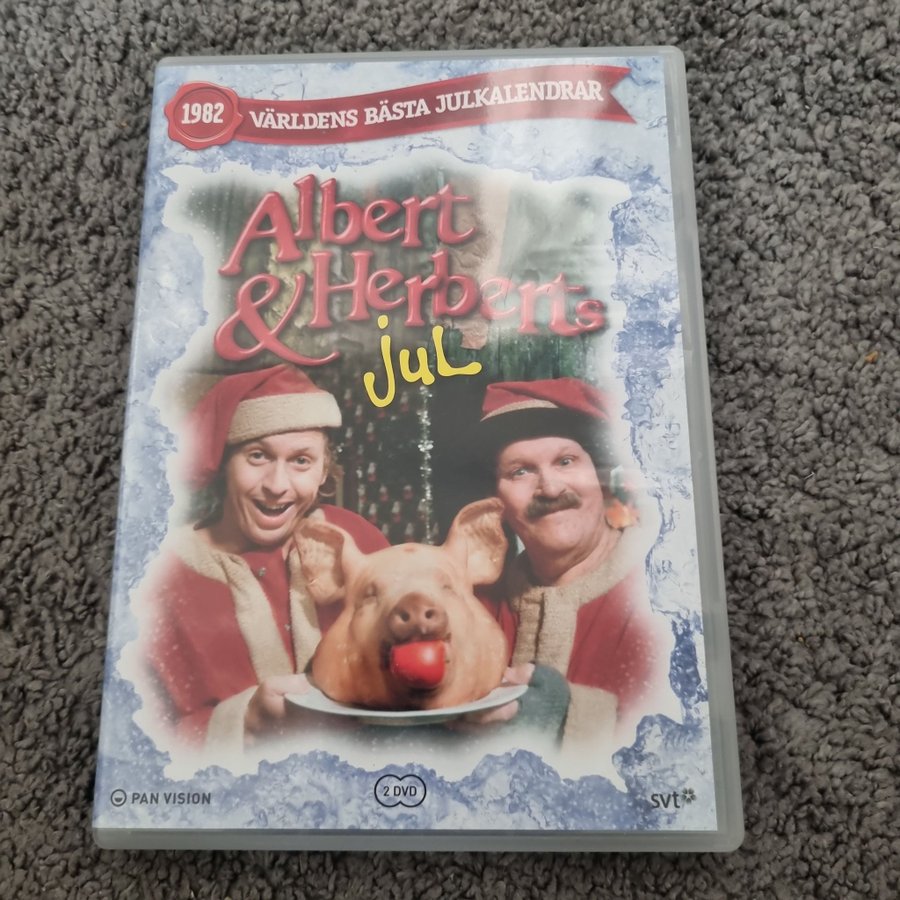 1982
VÄRLDENS BÄSTA JULKALENDRAR
Albert
& Herberts
jul
PAN VISION
2 DVD
svt